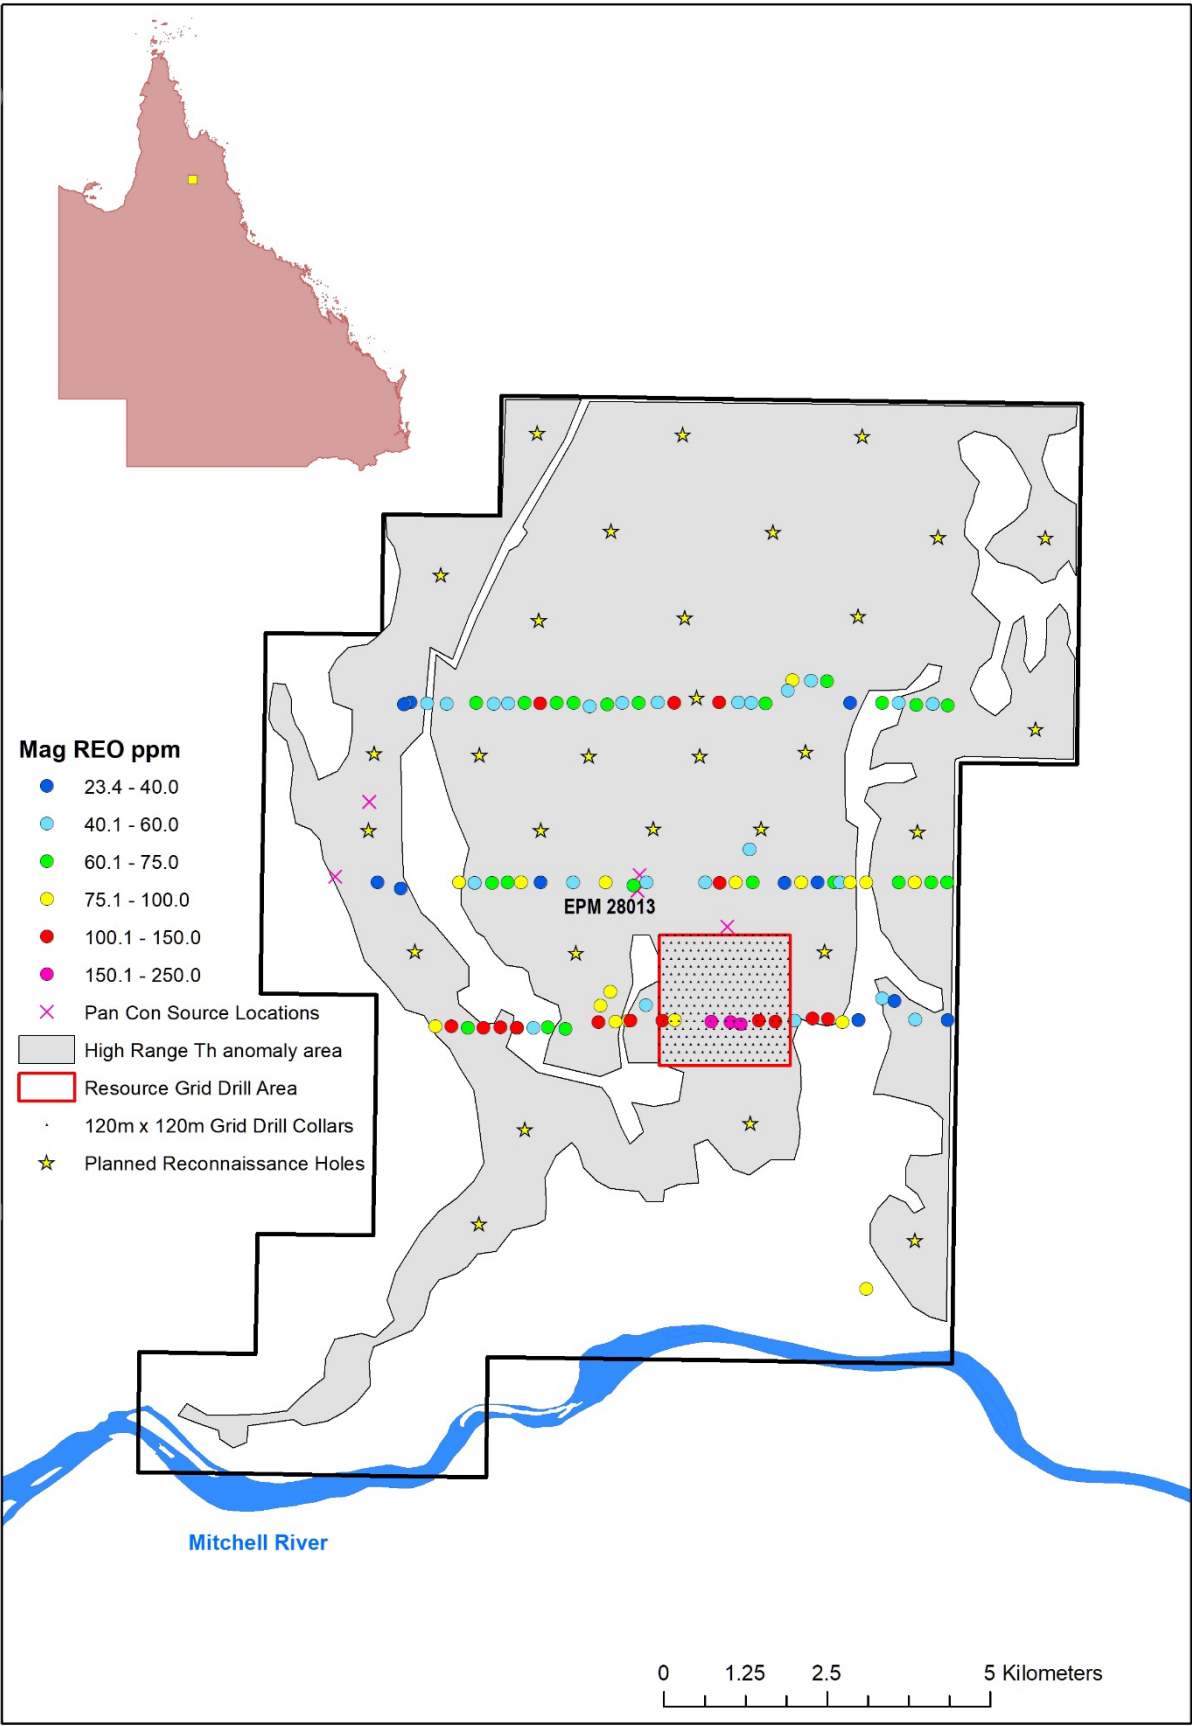 Mag REO ppm
23.4 - 40.0
40.1 - 60.0
60.1 - 75.0
75.1 - 100.0
100.1 - 150.0
150.1 - 250.0
Pan Con Source Locations
High Range Th anomaly area
Resource Grid Drill Area
120m x 120m Grid Drill Collars
Planned Reconnaissance Holes
EPM 28013
Mitchell River
0 1.25 2.5 5 Kilometers